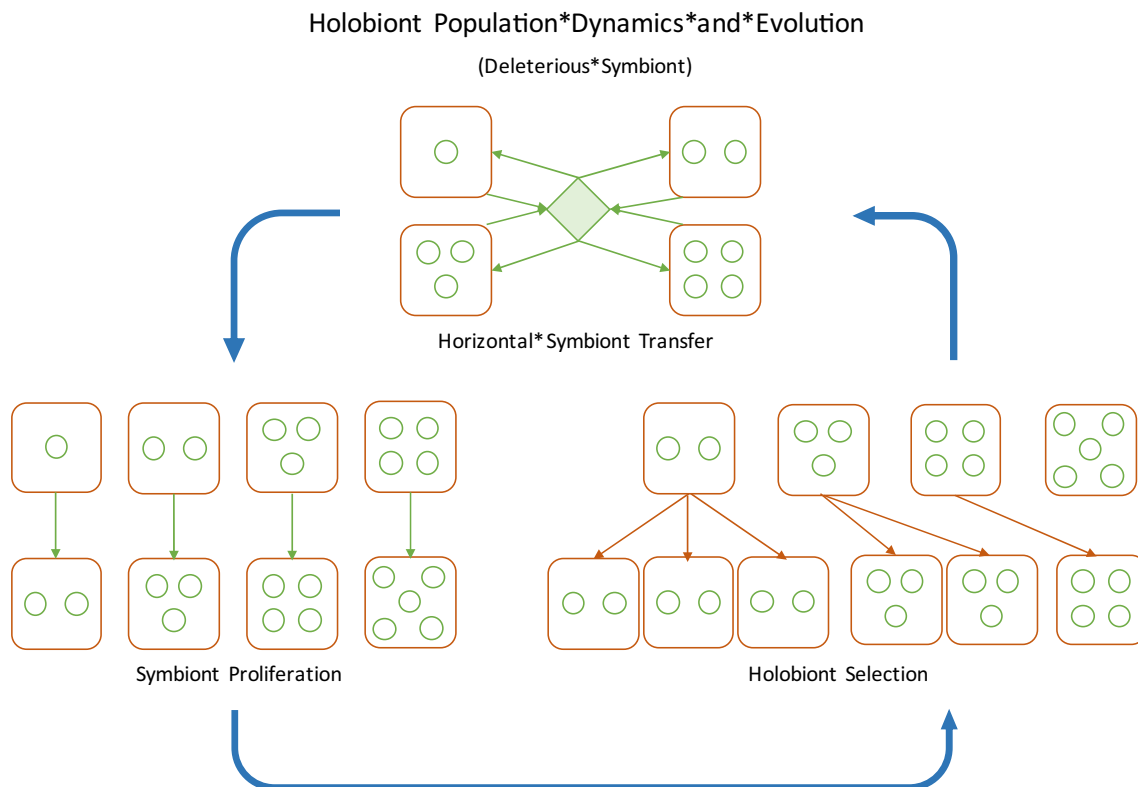 Holobiont Population*Dynamics*and*Evolution
(Deleterious*Symbiont)
Horizontal*Symbiont Transfer
Symbiont Proliferation
Holobiont Selection